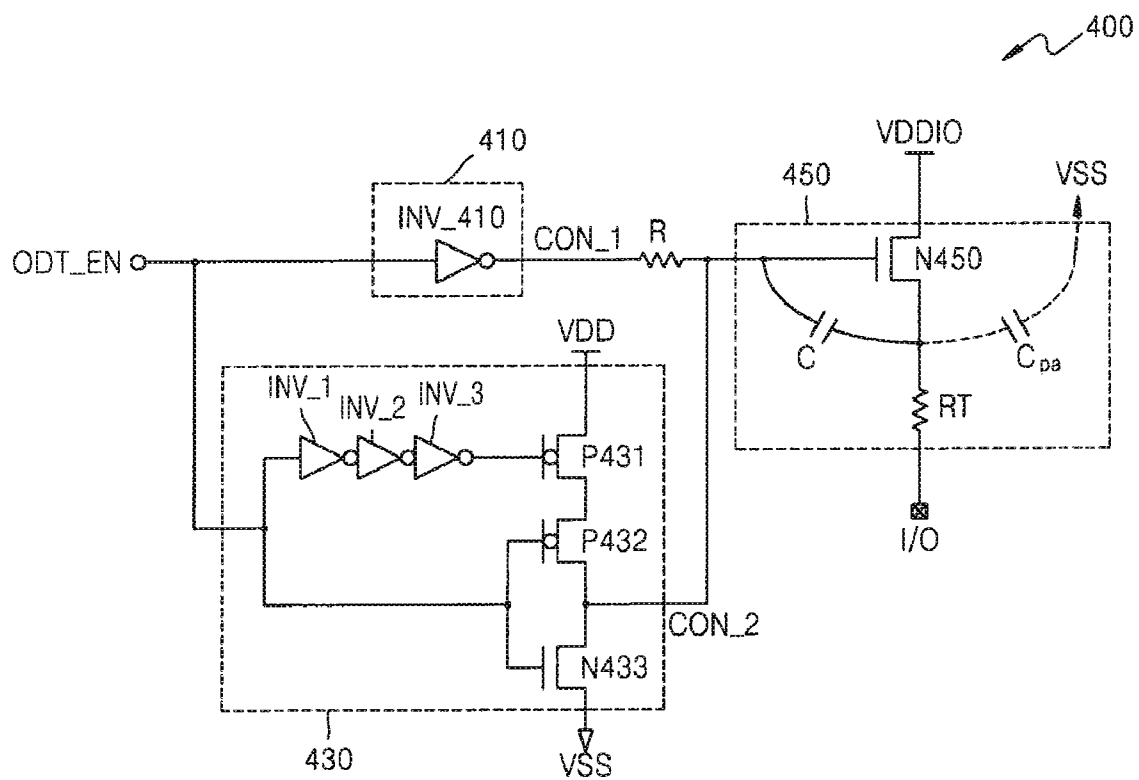 400
VDDIO
410
450
VSS
INV_410
CON_1
R
ODT_EN
N450
VDD
C
Cpa
INV_1
INV_2
INV_3
RT
P431
P432
I/O
CON_2
N433
430
VSS